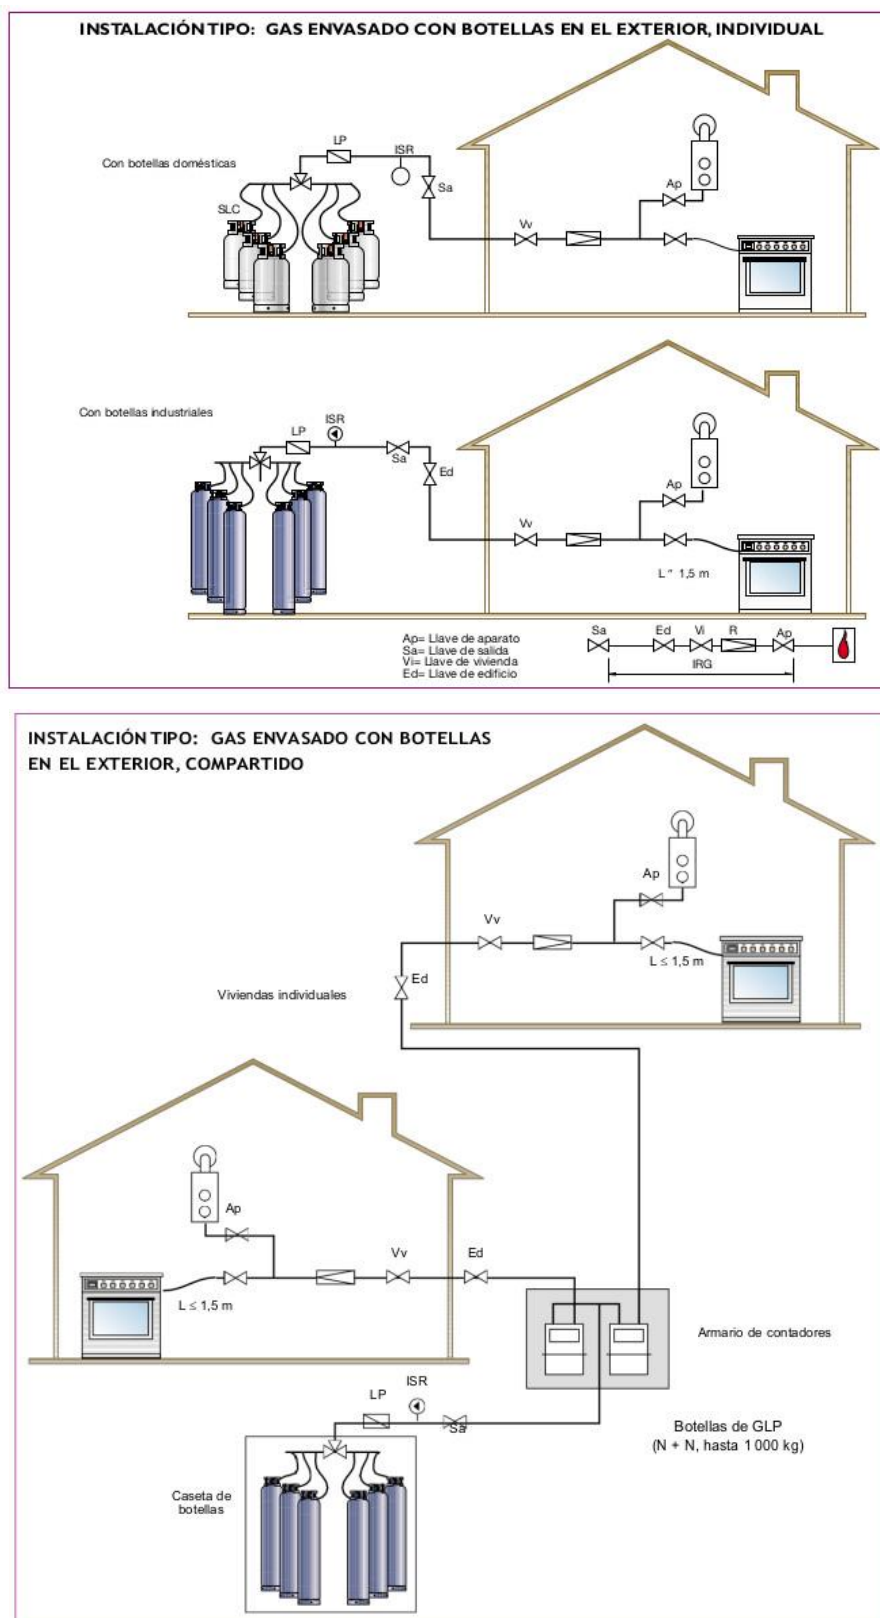 INSTALACIÓN TIPO: GAS ENVASADO CON BOTELLAS EN EL EXTERIOR, INDIVIDUAL
Con botellas domésticas
LP
ISR
Sa
SLC
Ap
Vv
Con botellas industriales
ISR
LP
Sa
Ed
Ap
Vv
L " 1,5 m
Ap= Llave de aparato
Sa= Llave de salida
Vi= Llave de vivienda
Ed= Llave de edificio
Sa Ed Vi R Ap
IRG
INSTALACIÓN TIPO: GAS ENVASADO CON BOTELLAS
EN EL EXTERIOR, COMPARTIDO
Ap
Vv
L ≤ 1,5 m
Ed
Viviendas individuales
Ap
Vv
Ed
L ≤ 1,5 m
Armario de contadores
ISR
LP
Sa
Botellas de GLP
(N + N, hasta 1 000 kg)
Caseta de
botellas